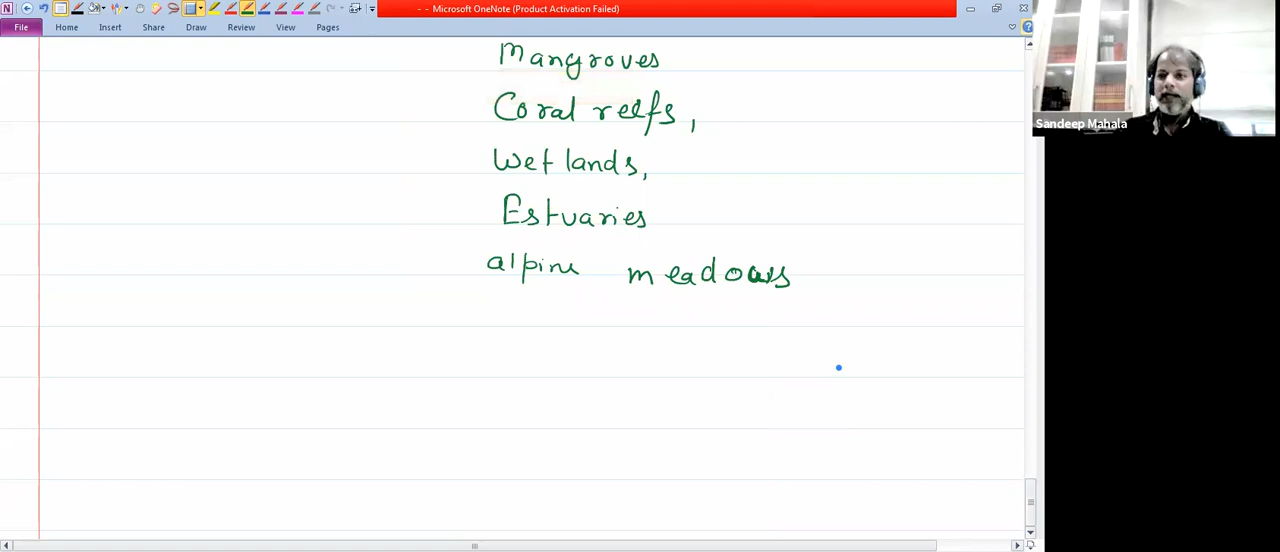 - - Microsoft OneNote (Product Activation Failed)
File Home Insert Share Draw Review View Pages
Mangroves
Coral reefs,
Wetlands,
Estuaries
alpine meadows
Sandeep Mahala